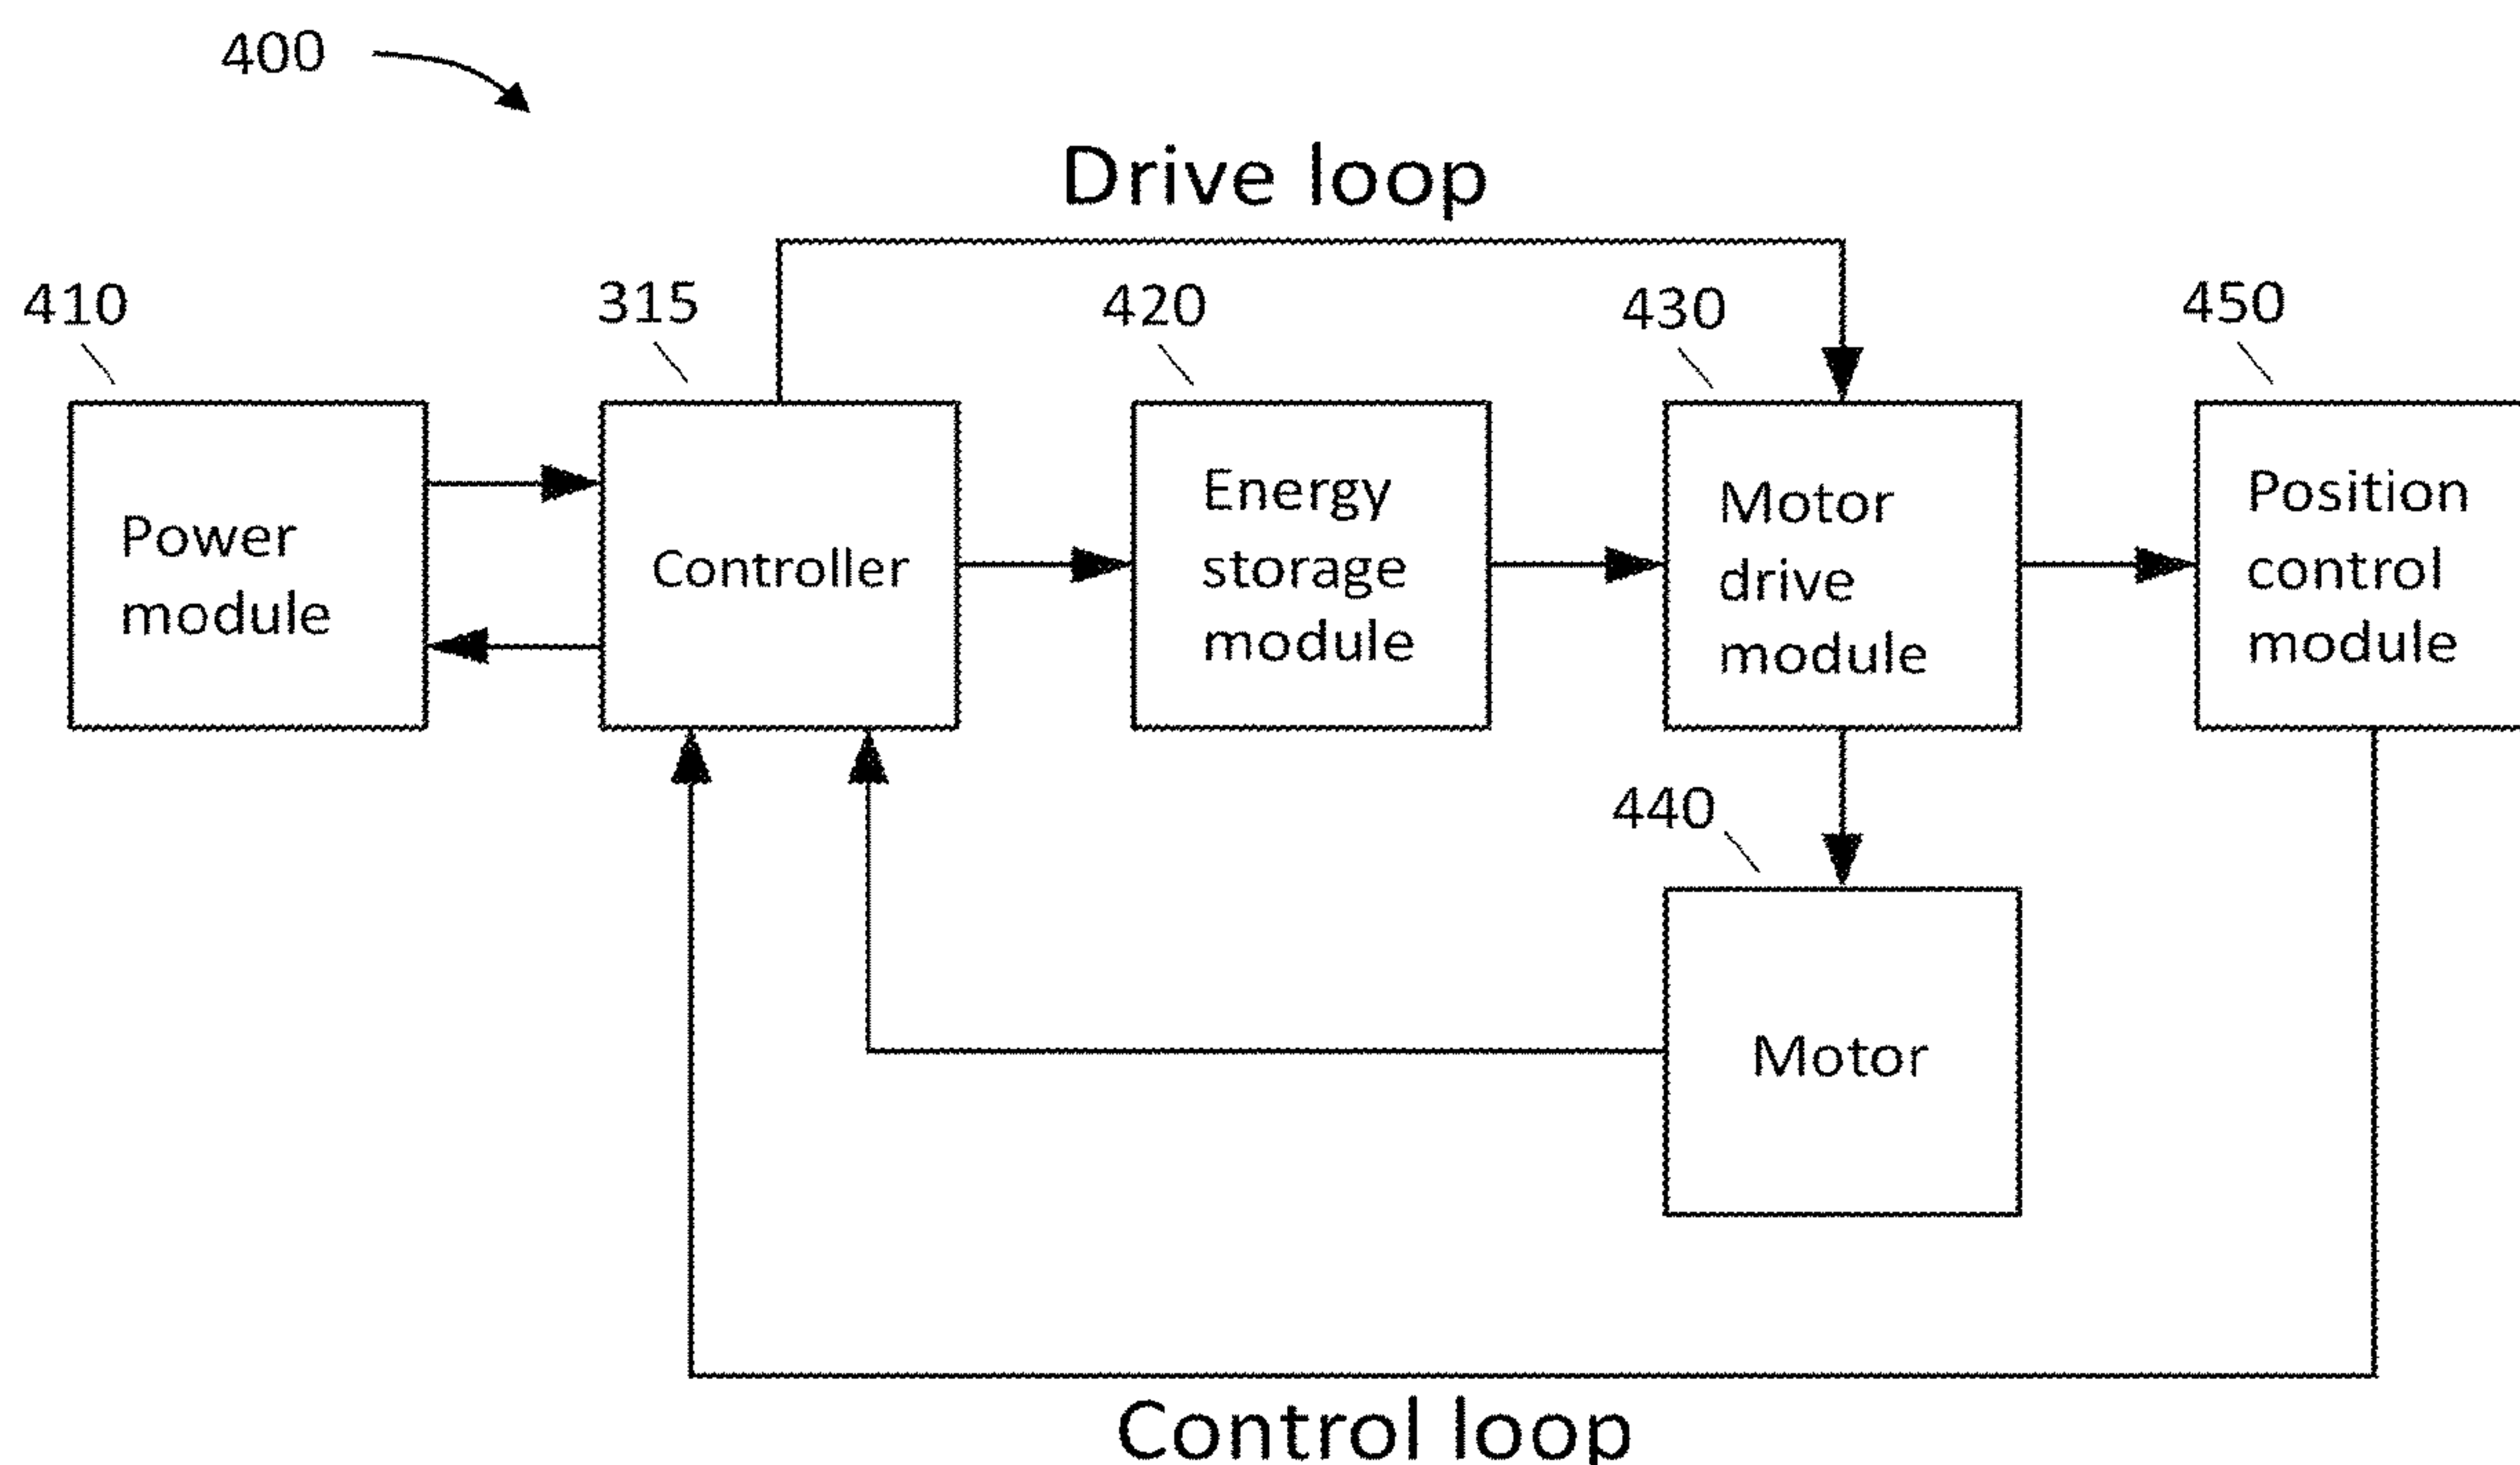 400
Drive loop
410
315
420
430
450
Power
module
Controller
Energy
storage
module
Motor
drive
module
Position
control
module
440
Motor
Control loop